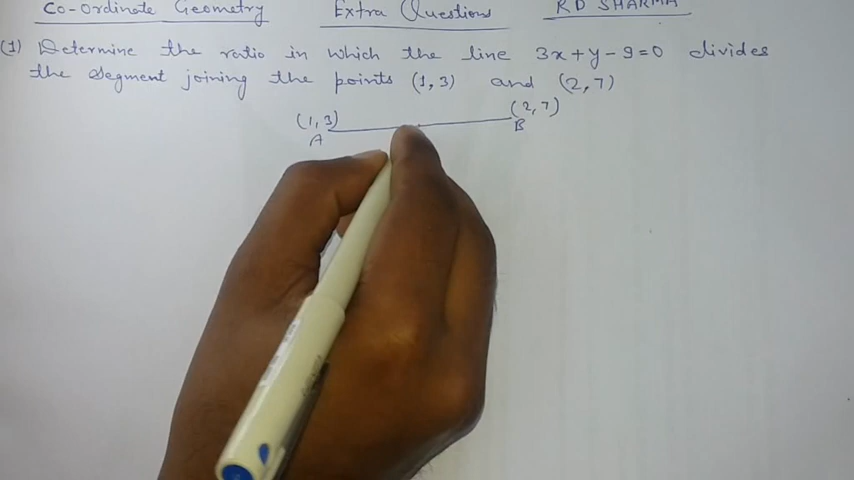 Co-Ordinate Geometry Extra Questions RD SHARMA
(1) Determine the ratio in which the line 3x+y-9=0 divides
the segment joining the points (1,3) and (2,7)
(1,3) (2,7)
A B